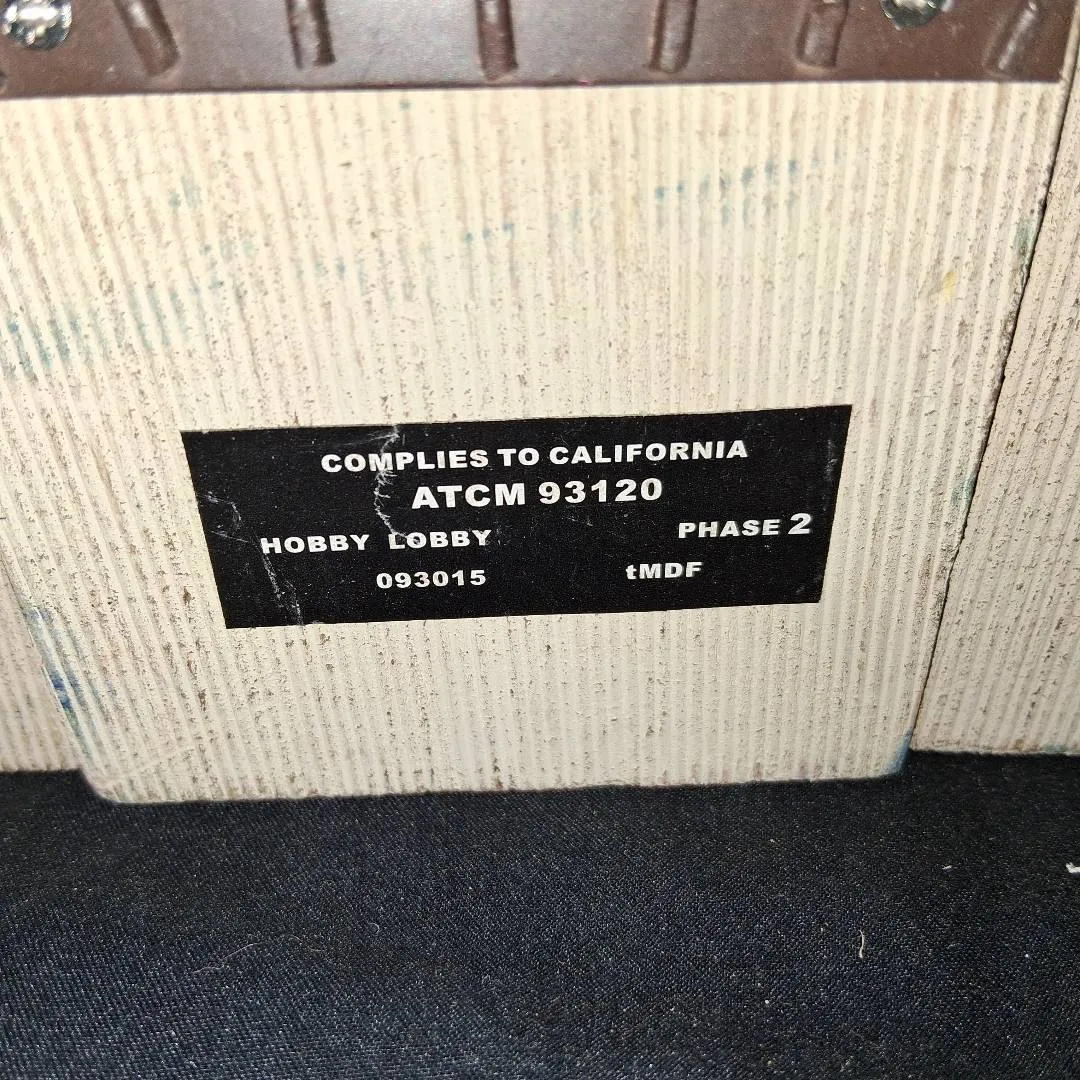 COMPLIES TO CALIFORNIA
ATCM 93120
HOBBY LOBBY PHASE 2
093015 tMDF